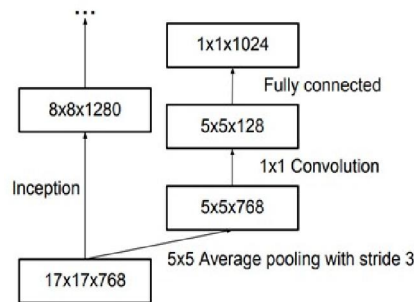 ...
1x1x1024
Fully connected
8x8x1280
5x5x128
1x1 Convolution
Inception
5x5x768
5x5 Average pooling with stride 3
17x17x768